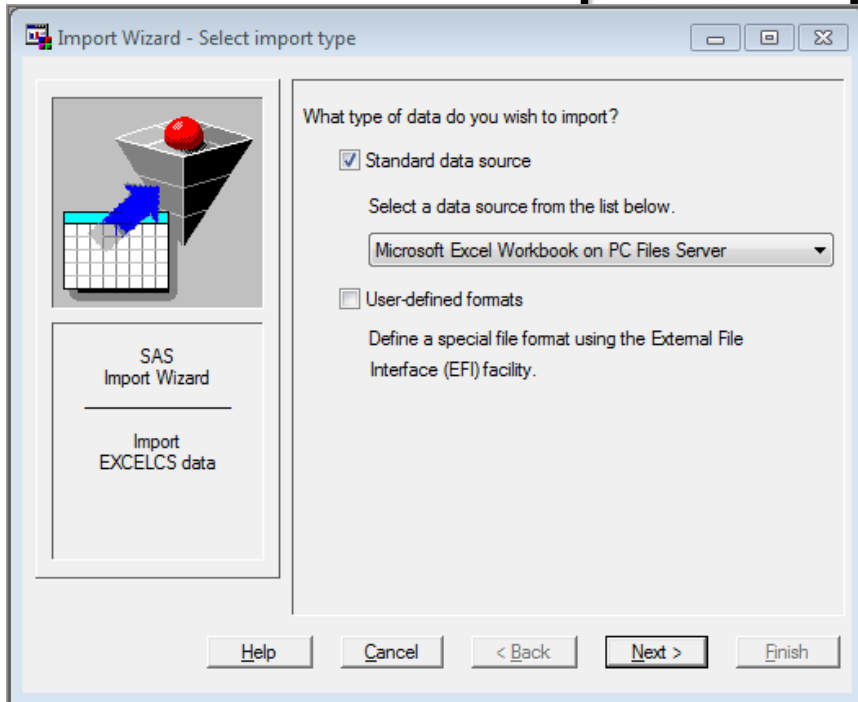 Import Wizard - Select import type
What type of data do you wish to import?
Standard data source
Select a data source from the list below.
Microsoft Excel Workbook on PC Files Server
User-defined formats
Define a special file format using the External File
Interface (EFI) facility.
SAS
Import Wizard
Import
EXCELCS data
Help
Cancel
< Back
Next >
Finish